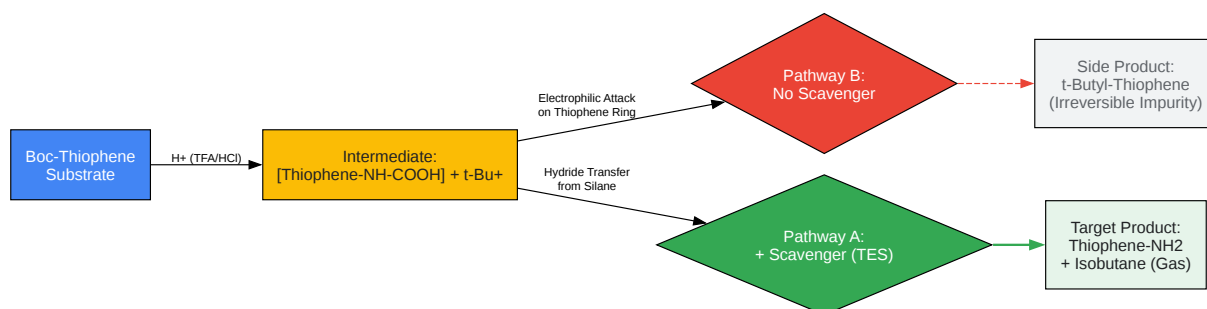 Boc-Thiophene
Substrate
H+ (TFA/HCl)
Intermediate:
[Thiophene-NH-COOH] + t-Bu+
Electrophilic Attack
on Thiophene Ring
Pathway B:
No Scavenger
Side Product:
t-Butyl-Thiophene
(Irreversible Impurity)
Hydride Transfer
from Silane
Pathway A:
+ Scavenger (TES)
Target Product:
Thiophene-NH2
+ Isobutane (Gas)